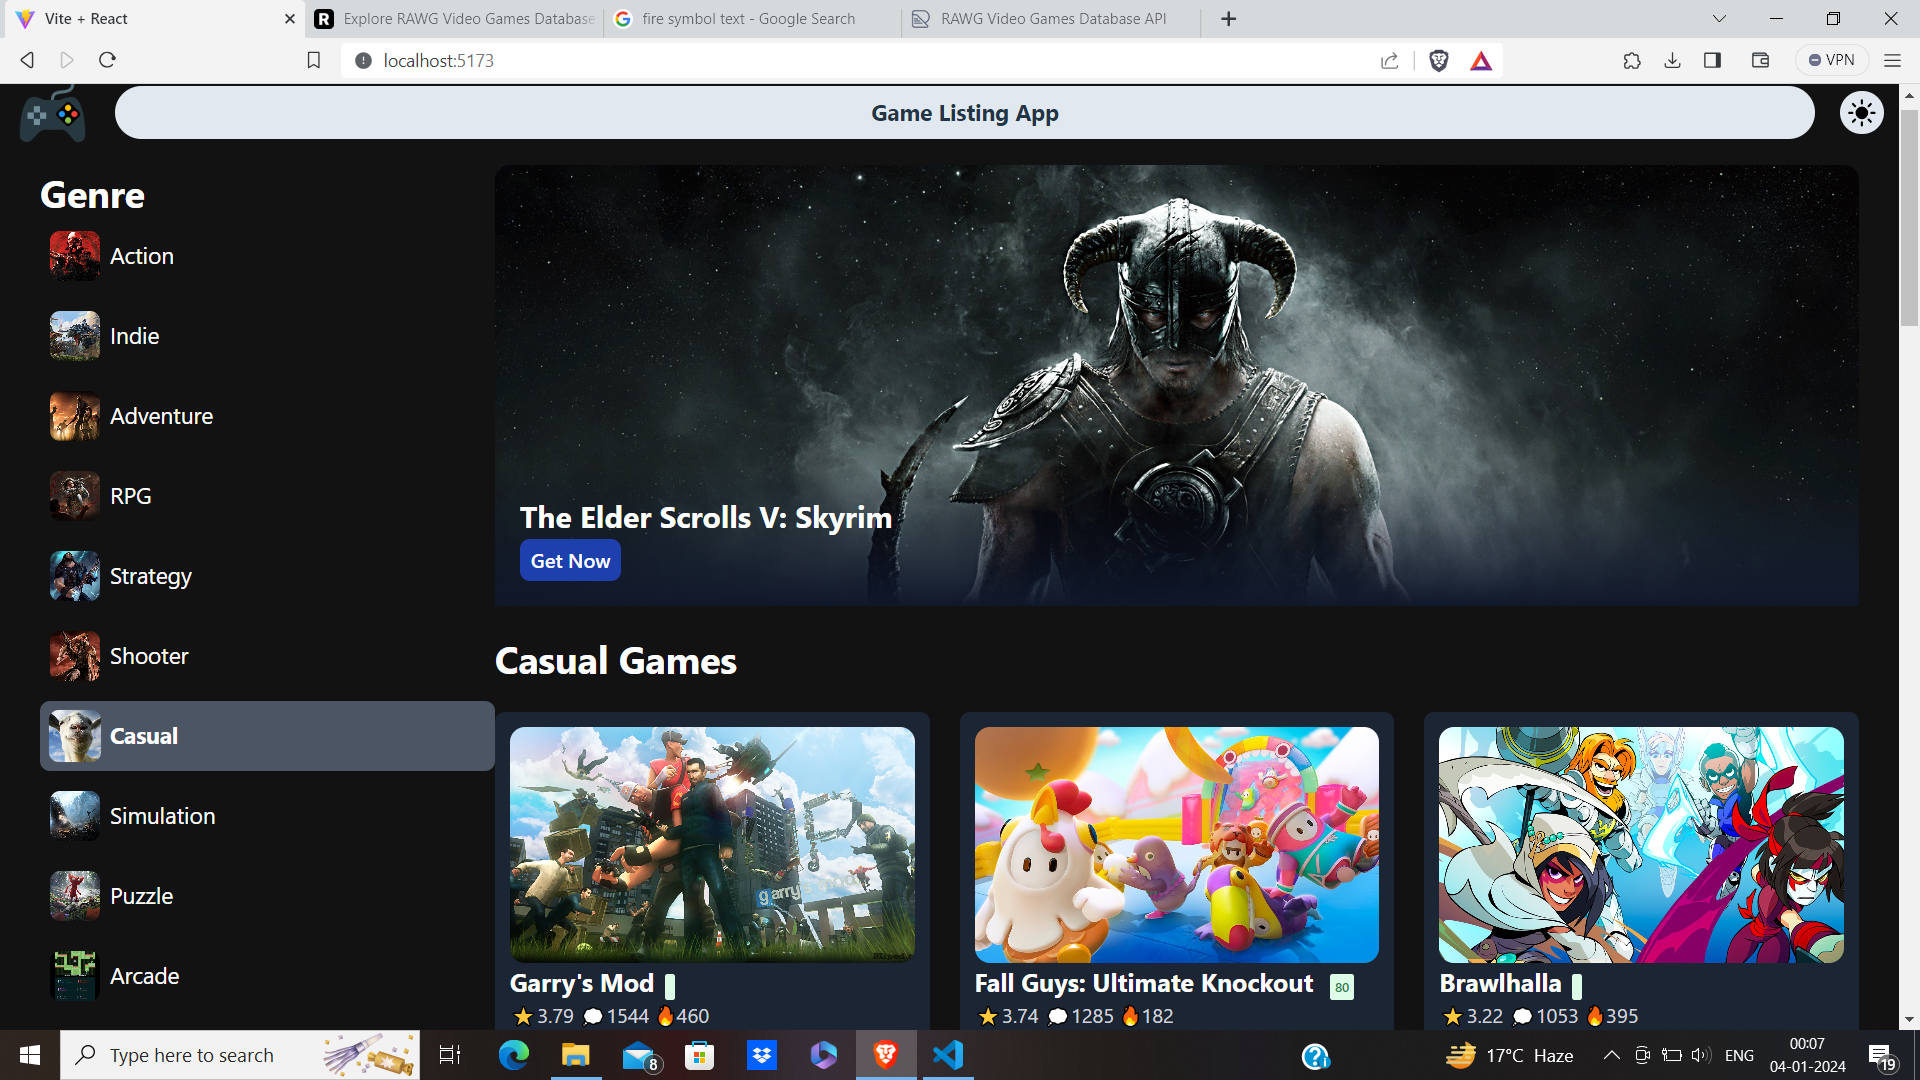 Vite + React
Explore RAWG Video Games Database
fire symbol text - Google Search
RAWG Video Games Database API
localhost:5173
VPN
Game Listing App
Genre
Action
Indie
Adventure
RPG
Strategy
Shooter
Casual
Simulation
Puzzle
Arcade
The Elder Scrolls V: Skyrim
Get Now
Casual Games
garry's mod
Garry's Mod
3.79 1544 460
Fall Guys: Ultimate Knockout 80
3.74 1285 182
Brawlhalla
3.22 1053 395
Type here to search
8
17°C Haze
ENG
00:07
04-01-2024
19